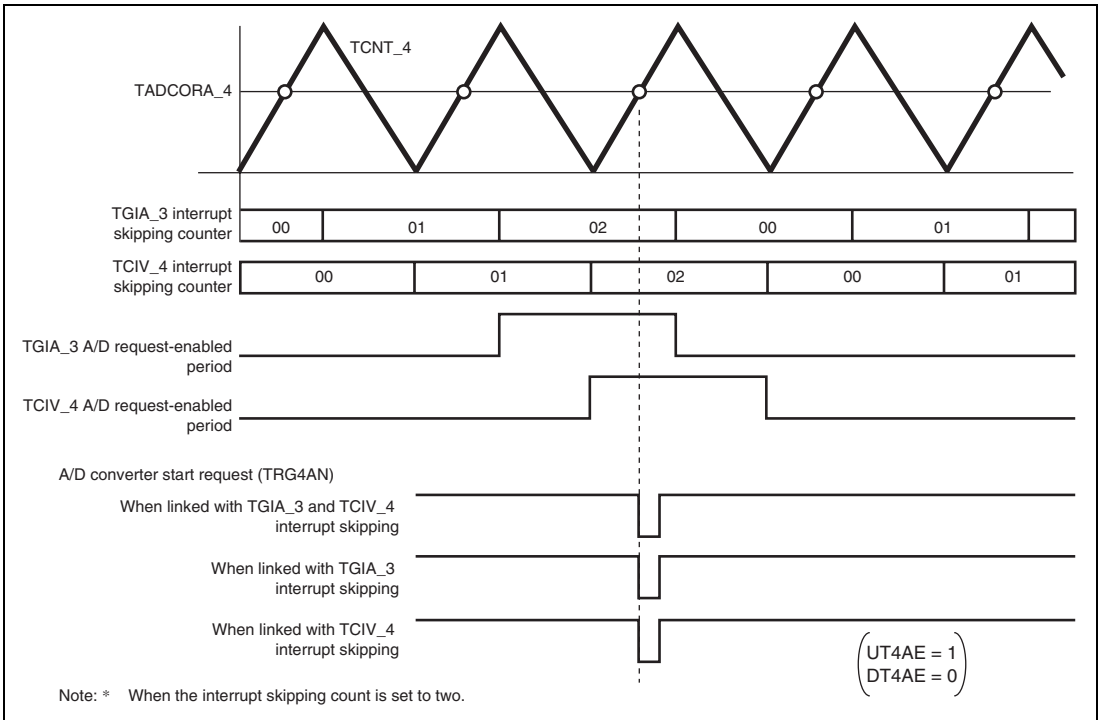 TCNT_4
TADCORA_4
TGIA_3 interrupt
skipping counter
00 01 02 00 01
TCIV_4 interrupt
skipping counter
00 01 02 00 01
TGIA_3 A/D request-enabled
period
TCIV_4 A/D request-enabled
period
A/D converter start request (TRG4AN)
When linked with TGIA_3 and TCIV_4
interrupt skipping
When linked with TGIA_3
interrupt skipping
When linked with TCIV_4
interrupt skipping
UT4AE = 1
DT4AE = 0
Note: * When the interrupt skipping count is set to two.